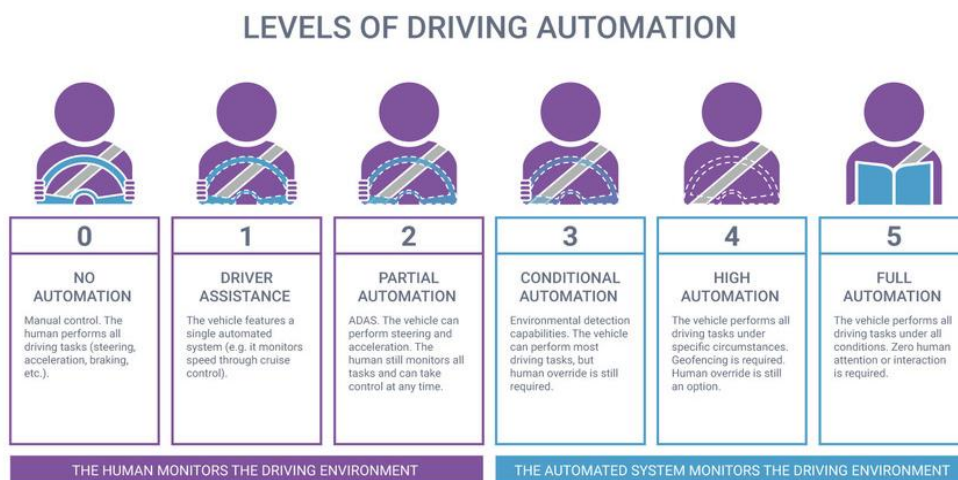 LEVELS OF DRIVING AUTOMATION
0
NO
AUTOMATION
Manual control. The
human performs all
driving tasks (steering,
acceleration, braking,
etc.).
1
DRIVER
ASSISTANCE
The vehicle features a
single automated
system (e.g. it monitors
speed through cruise
control).
2
PARTIAL
AUTOMATION
ADAS. The vehicle can
perform steering and
acceleration. The
human still monitors all
tasks and can take
control at any time.
3
CONDITIONAL
AUTOMATION
Environmental detection
capabilities. The vehicle
can perform most
driving tasks, but
human override is still
required.
4
HIGH
AUTOMATION
The vehicle performs all
driving tasks under
specific circumstances.
Geofencing is required.
Human override is still
an option.
5
FULL
AUTOMATION
The vehicle performs all
driving tasks under all
conditions. Zero human
attention or interaction
is required.
THE HUMAN MONITORS THE DRIVING ENVIRONMENT
THE AUTOMATED SYSTEM MONITORS THE DRIVING ENVIRONMENT